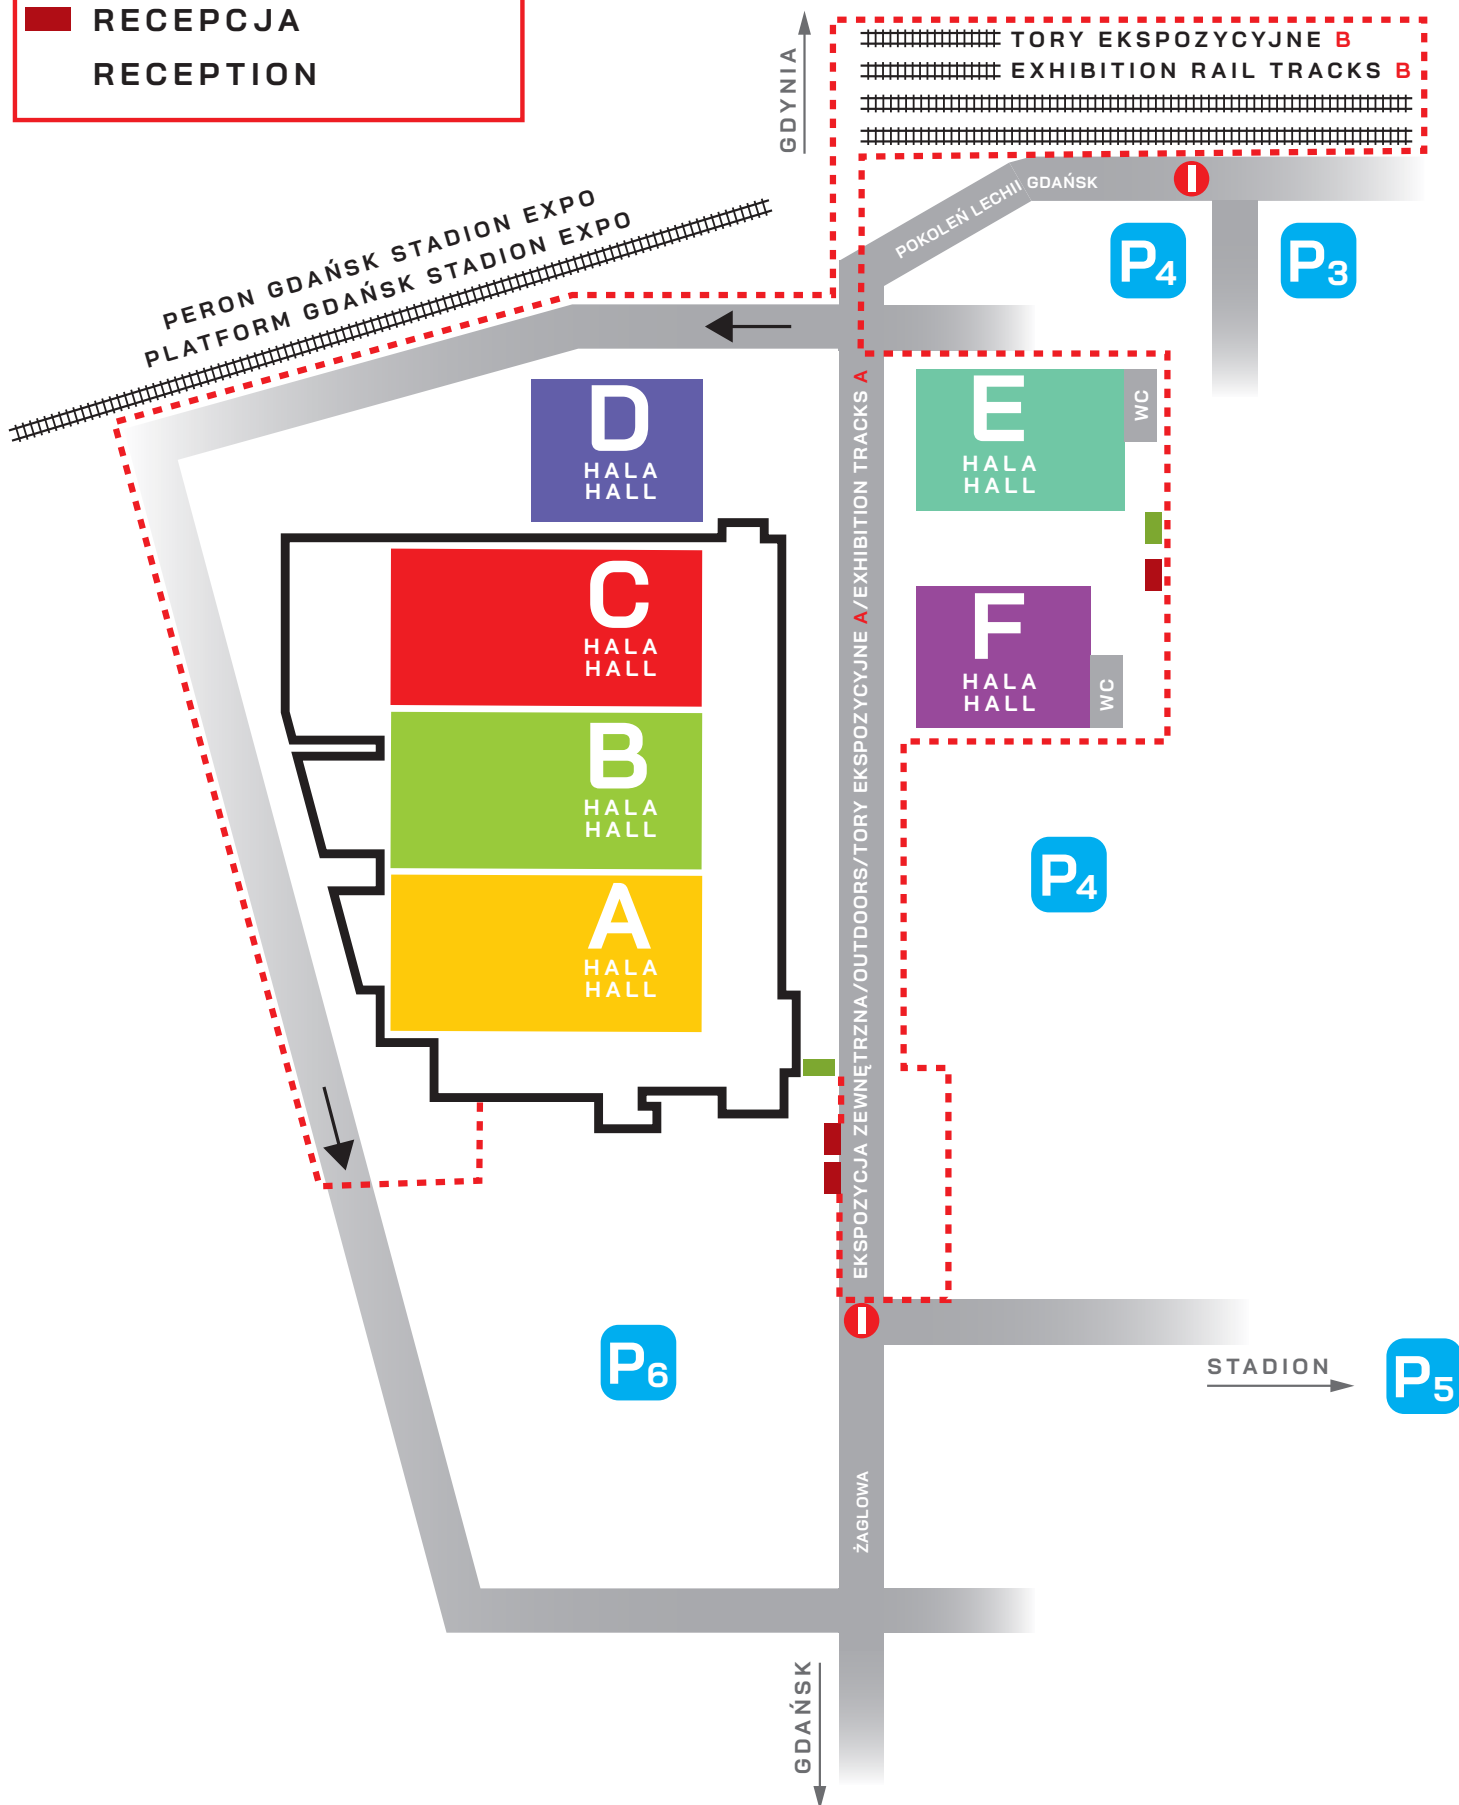 RECEPCJA
RECEPTION
GDYNIA
TORY EKSPOZYCYJNE B
EXHIBITION RAIL TRACKS B
POKOLEŃ LECHII GDAŃSK
P4
P3
PERON GDAŃSK STADION EXPO
PLATFORM GDAŃSK STADION EXPO
D
HALA
HALL
E
HALA
HALL
WC
C
HALA
HALL
F
HALA
HALL
WC
B
HALA
HALL
A
HALA
HALL
P4
EKSPOZYCJA ZEWNĘTRZNA/OUTDOORS/TORY EKSPOZYCYJNE A/EXHIBITION TRACKS A
P6
STADION
P5
ŻAGLOWA
GDAŃSK